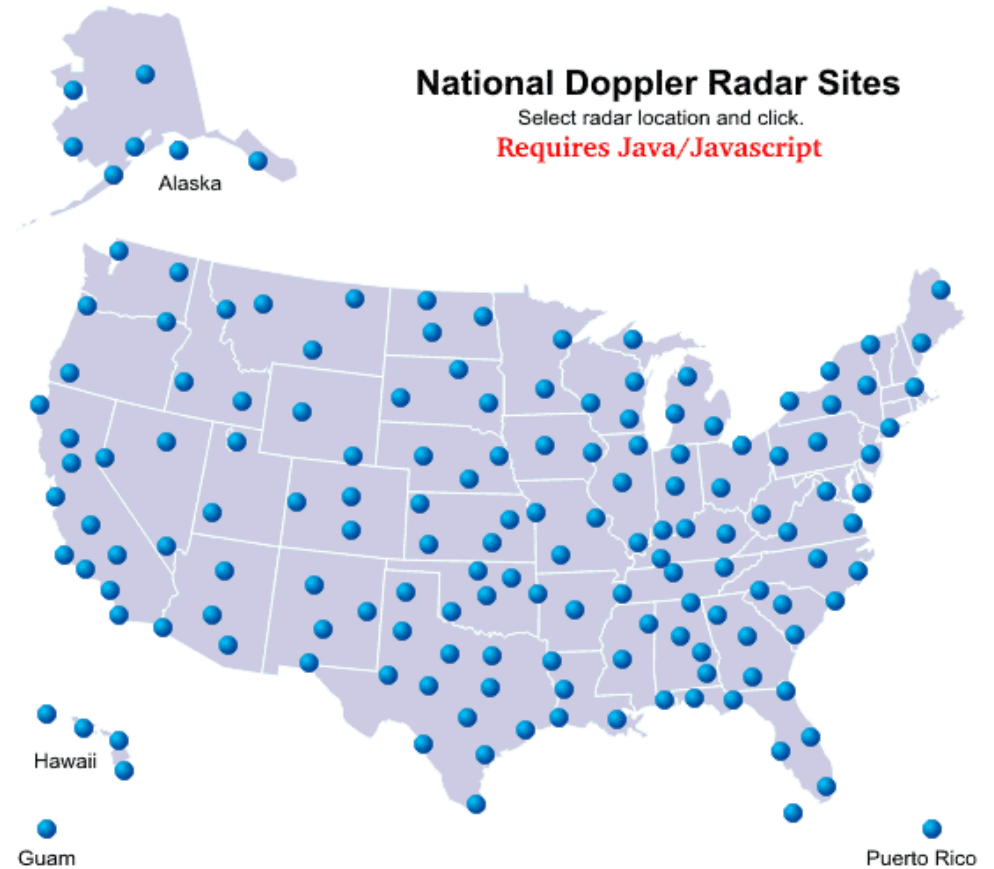 National Doppler Radar Sites
Select radar location and click.
Requires Java/Javascript
Alaska
Hawaii
Guam
Puerto Rico